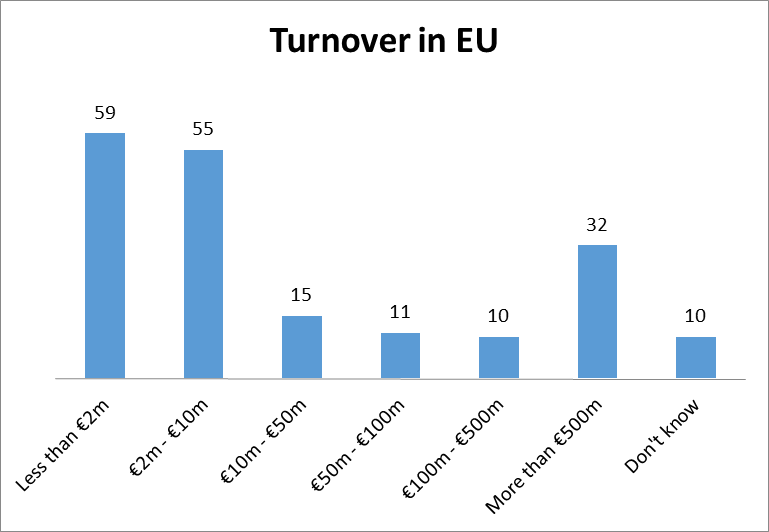 Turnover in EU
59
55
15
11
10
32
10
Less than €2m
€2m - €10m
€10m - €50m
€50m - €100m
€100m - €500m
More than €500m
Don't know